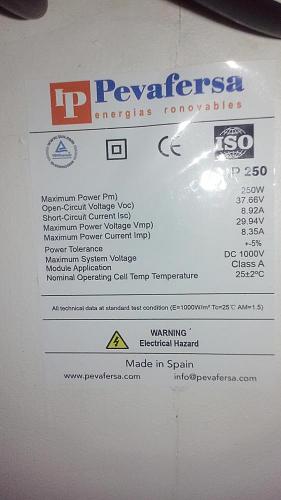 IP Pevafersa
energias ronovables
CE
ISO
IP 250
Maximum Power Pm) 250W
Open-Circuit Voltage Voc) 37.66V
Short-Circuit Current Isc) 8.92A
Maximum Power Voltage Vmp) 29.94V
Maximum Power Current Imp) 8.35A
Power Tolerance +-5%
Maximum System Voltage DC 1000V
Module Application Class A
Nominal Operating Cell Temp Temperature 25±2ºC
All technical data at standard test condition (E=1000W/m² Tc=25℃ AM=1.5)
WARNING
Electrical Hazard
Made in Spain
www.pevafersa.com info@pevafersa.com